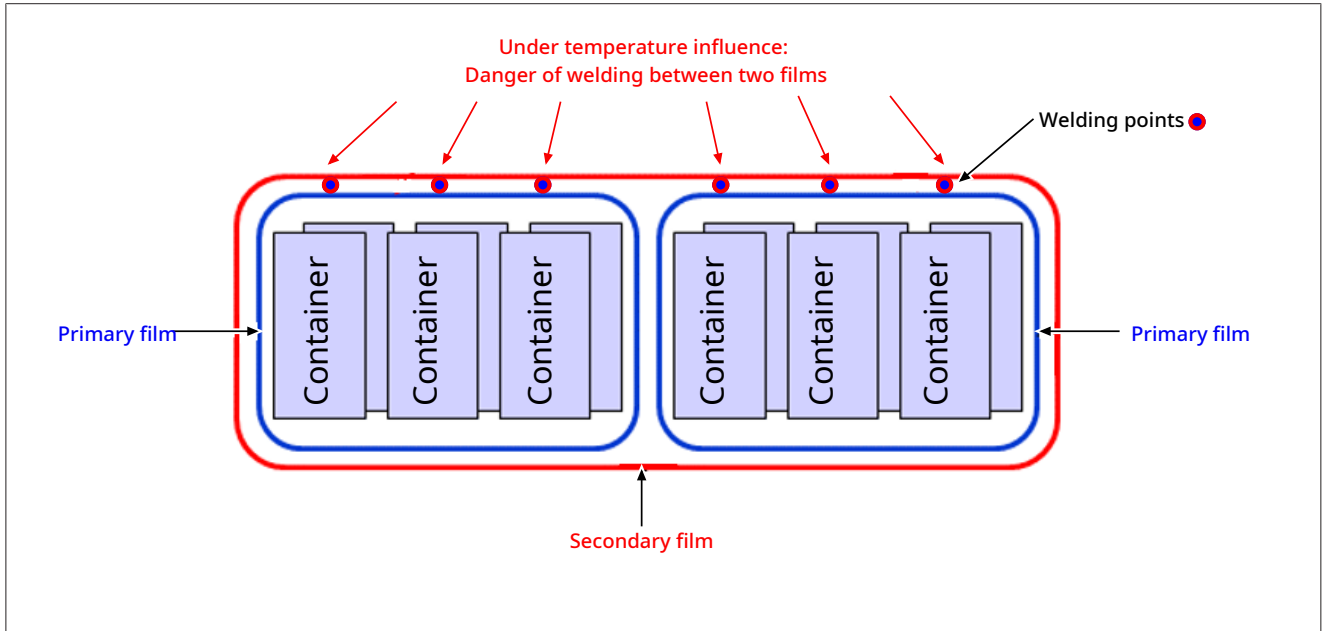 Under temperature influence:
Danger of welding between two films
Welding points
Container
Container
Container
Container
Container
Container
Primary film
Primary film
Secondary film